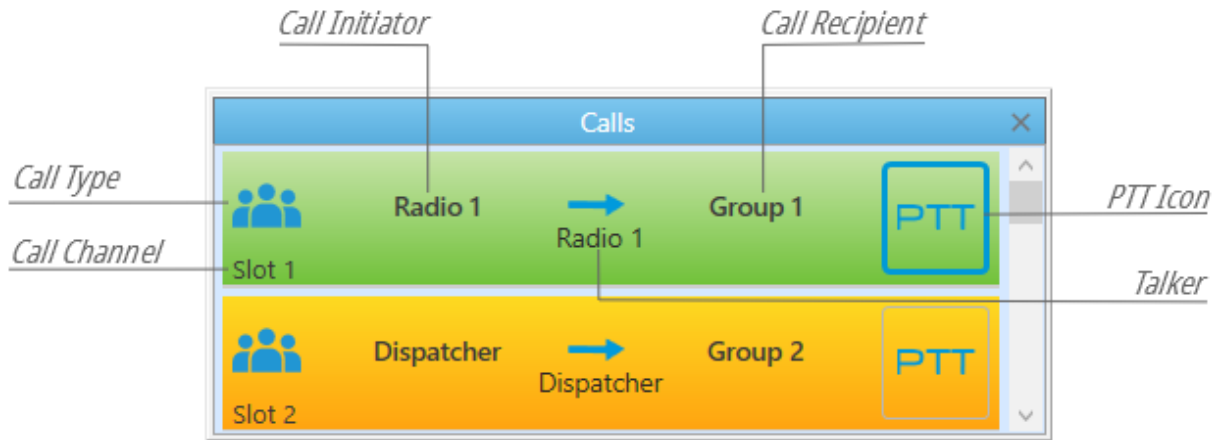 Call Initiator
Call Recipient
Calls
Call Type
Radio 1
Group 1
PTT
PTT Icon
Radio 1
Call Channel
Slot 1
Talker
Dispatcher
Group 2
PTT
Dispatcher
Slot 2